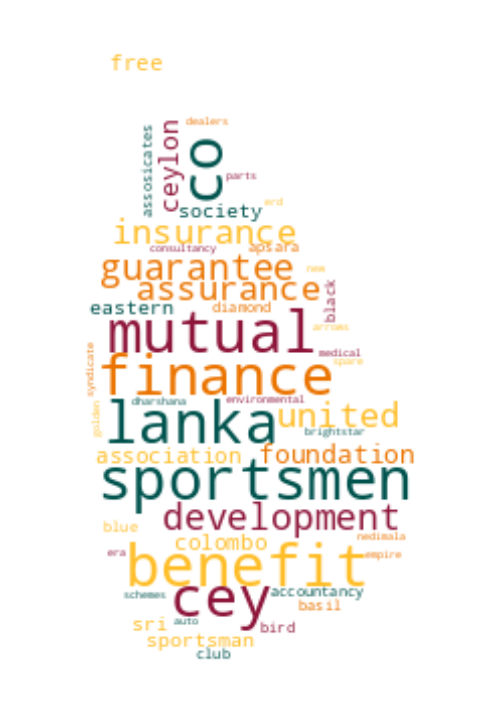 free
dealers
assosicates
ceylon
co
parts
erd
society
insurance
consultancy
apsara
guarantee
new
assurance
black
eastern
diamond
mutual
arrows
syndicate
medical
finance
spare
golden
dharshana
environmental
lanka
united
brightstar
association
foundation
sportsmen
development
blue
nedimala
colombo
era
benefit
empire
schemes
cey
accountancy
basil
sri
auto
bird
sportsman
club